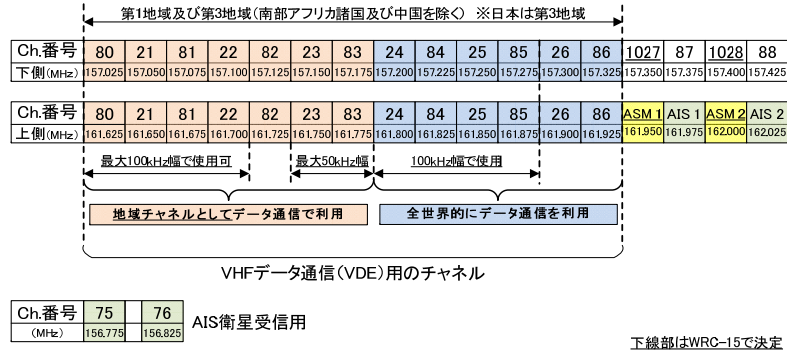 第1地域及び第3地域(南部アフリカ諸国及び中国を除く) ※日本は第3地域
Ch.番号 80 21 81 22 82 23 83 24 84 25 85 26 86 1027 87 1028 88
下側(MHz) 157.025 157.050 157.075 157.100 157.125 157.150 157.175 157.200 157.225 157.250 157.275 157.300 157.325 157.350 157.375 157.400 157.425
Ch.番号 80 21 81 22 82 23 83 24 84 25 85 26 86 ASM 1 AIS 1 ASM 2 AIS 2
上側(MHz) 161.625 161.650 161.675 161.700 161.725 161.750 161.775 161.800 161.825 161.850 161.875 161.900 161.925 161.950 161.975 162.000 162.025
最大100kHz幅で使用可 最大50kHz幅 100kHz幅で使用
地域チャネルとしてデータ通信で利用 全世界的にデータ通信を利用
VHFデータ通信(VDE)用のチャネル
Ch.番号 75 76
(MHz) 156.775 156.825
AIS衛星受信用
下線部はWRC-15で決定